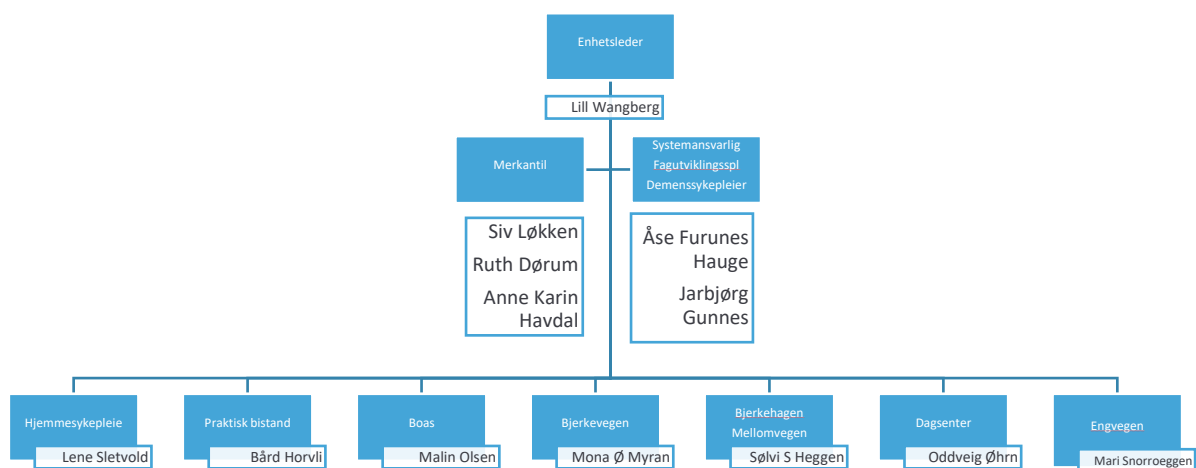 Enhetsleder
Lill Wangberg
Merkantil
Siv Løkken
Ruth Dørum
Anne Karin
Havdal
Systemansvarlig
Fagutviklingsspl
Demenssykepleier
Åse Furunes
Hauge
Jarbjørg
Gunnes
Hjemmesykepleie
Lene Sletvold
Praktisk bistand
Bård Horvli
Boas
Malin Olsen
Bjerkevegen
Mona Ø Myran
Bjerkehagen
Mellomvegen
Sølvi S Heggen
Dagsenter
Oddveig Øhrn
Engvegen
Mari Snorroeggen